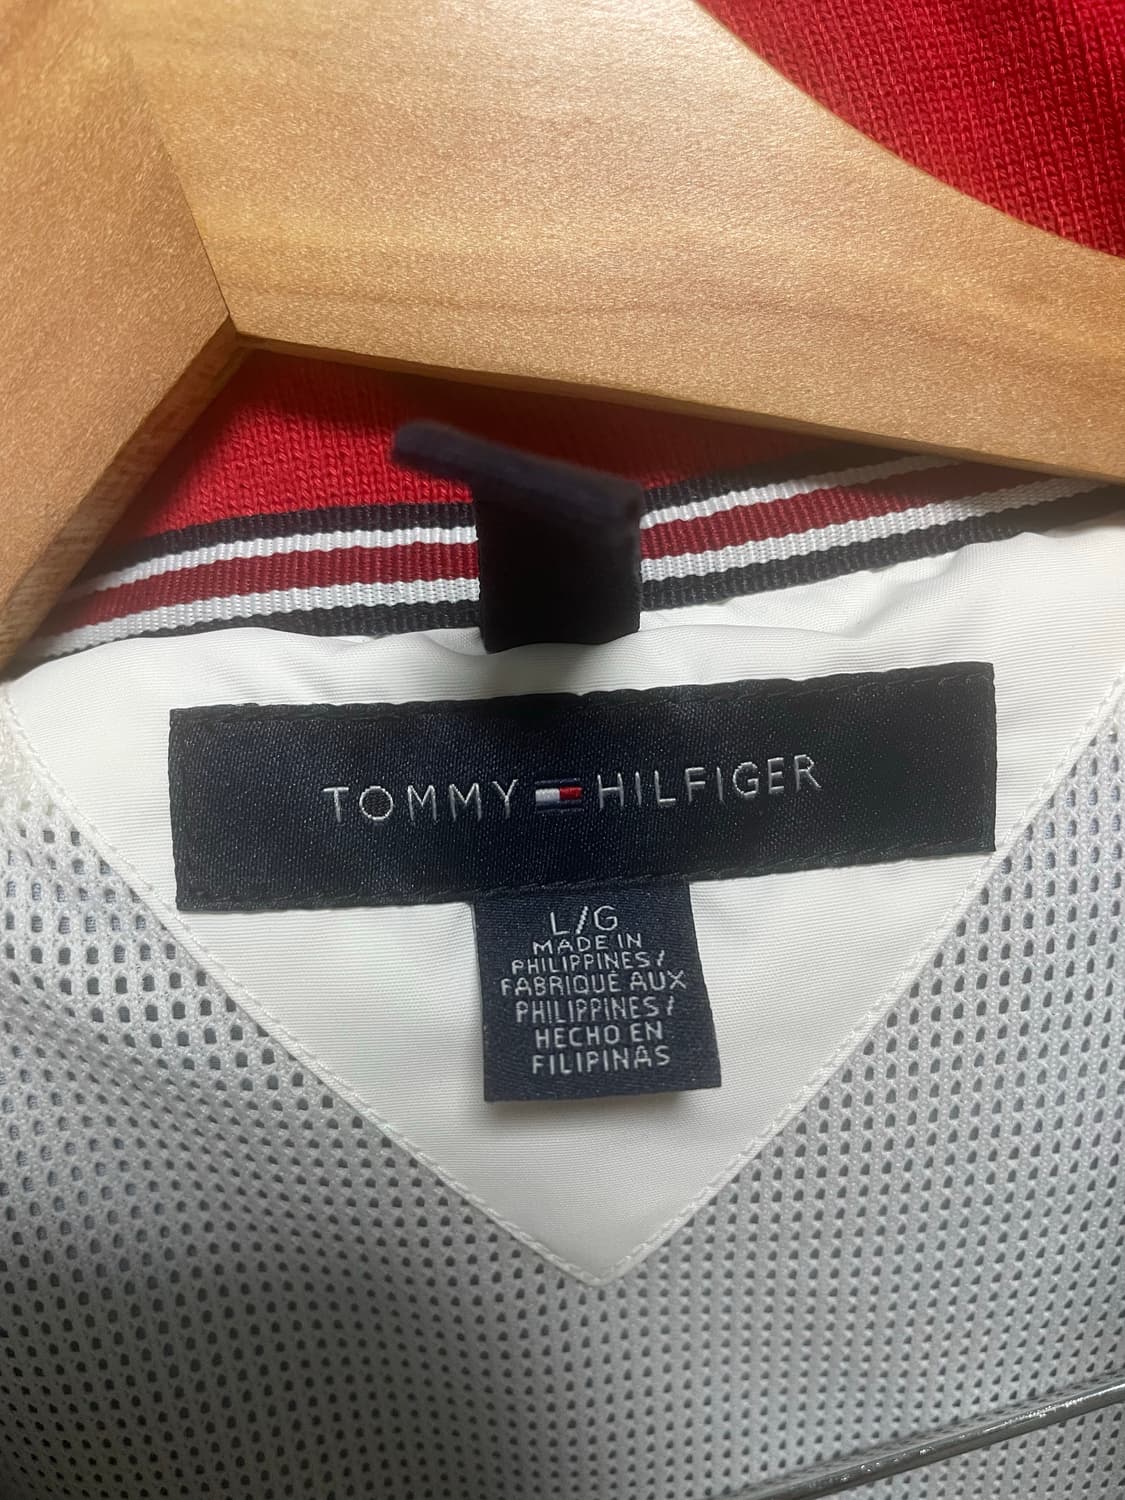 TOMMY HILFIGER
L/G
MADE IN
PHILIPPINES/
FABRIQUÉ AUX
PHILIPPINES/
HECHO EN
FILIPINAS